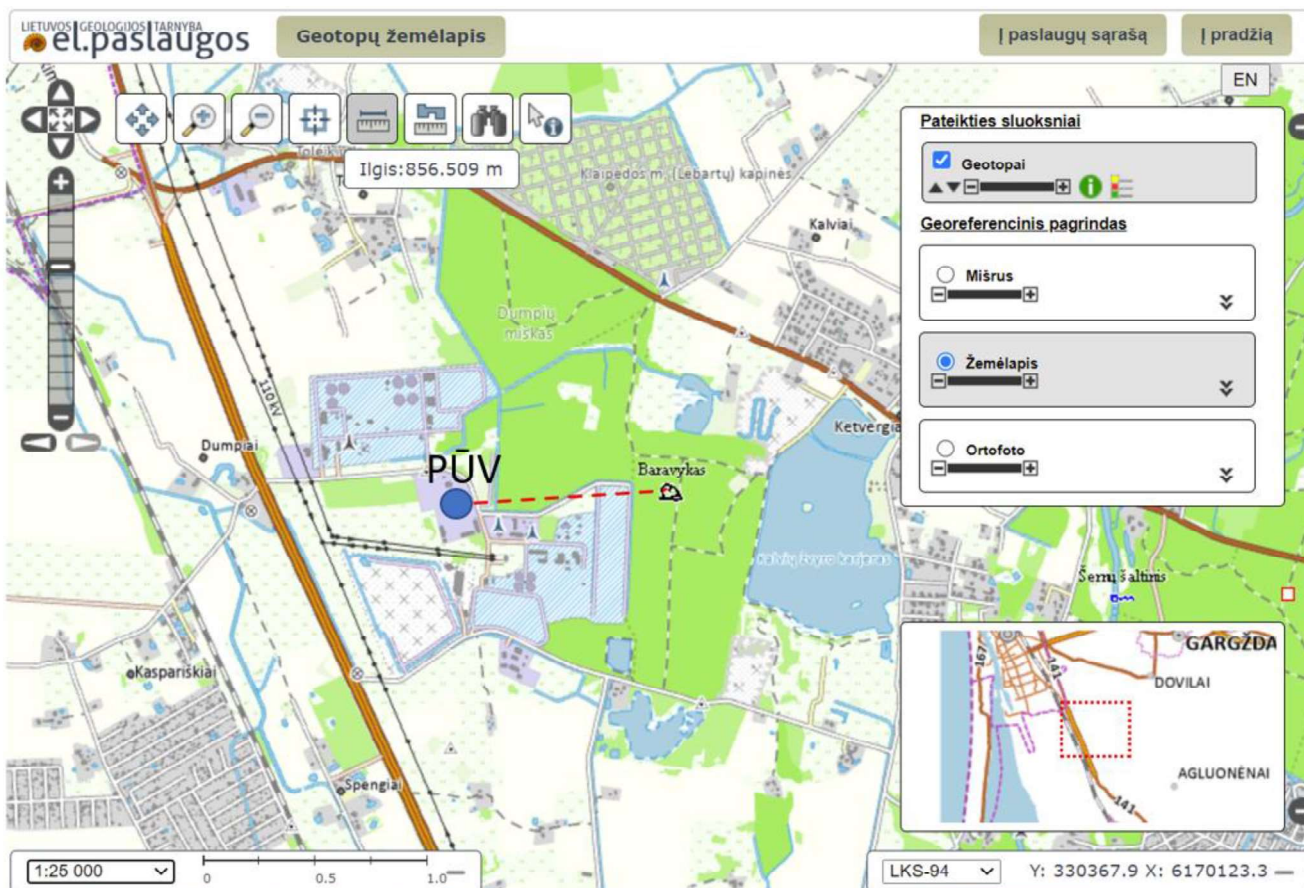 LIETUVOS GEOLOGIJOS TARNYBA
el.paslaugos
Geotopų žemėlapis
Į paslaugų sąrašą
Į pradžią
EN
Ilgis:856.509 m
Klaipėdos m. (Lėbartų) kapinės
Kalviai
Dumpių
miškas
110 kV
Dumpiai
PŪV
Baravykas
Kalvių žvyro karjeras
Šernų šaltinis
Kaspariškiai
Spengiai
Pateikties sluoksniai
Geotopai
Georeferencinis pagrindas
Mišrus
Žemėlapis
Ortofoto
167
141
GARGŽDA
DOVILAI
AGLUONĖNAI
141
1:25 000
0
0.5
1.0
LKS-94
Y: 330367.9 X: 6170123.3